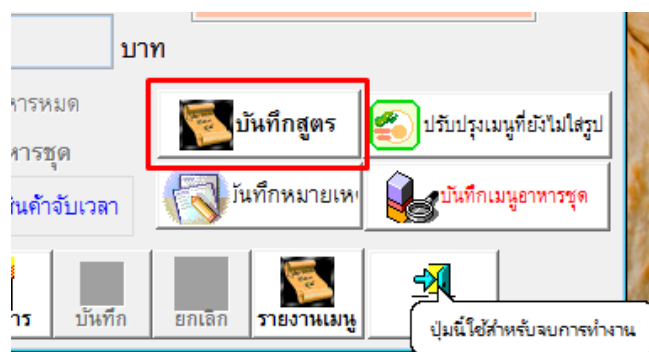 บาท
หารหมด
บันทึกสูตร
ปรับปรุงเมนูที่ยังไม่ใส่รูป
หารชุด
สินค้าจับเวลา
ันทึกหมายเหต
บันทึกเมนูอาหารชุด
าร
บันทึก
ยกเลิก
รายงานเมนู
ปุ่มนี้ใช้สำหรับจบการทำงาน